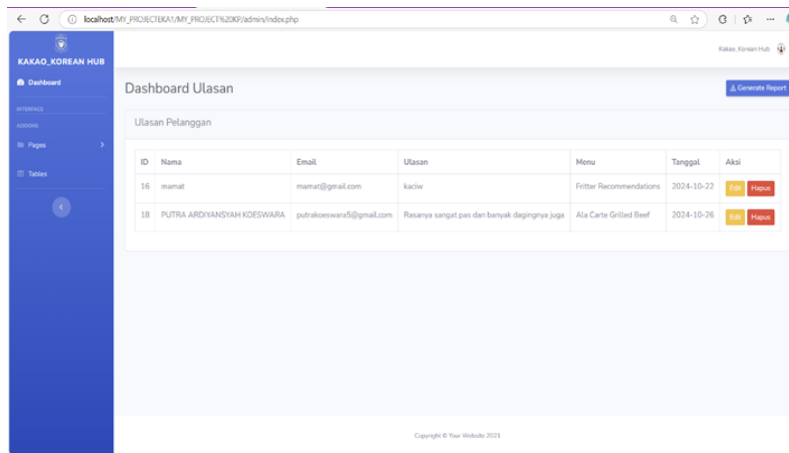 localhost/MY_PROJECTEKA1/MY_PROJECT%20KP/admin/index.php
KAKAO_KOREAN HUB
Kakao_Korean Hub
Dashboard
Dashboard Ulasan
Generate Report
INTERFACE
ADDONS
Ulasan Pelanggan
Pages
Tables
ID Nama Email Ulasan Menu Tanggal Aksi
16 mamat mamat@gmail.com kaciw Fritter Recommendations 2024-10-22 Edit Hapus
18 PUTRA ARDIYANSYAH KOESWARA putrakoeswara5@gmail.com Rasanya sangat pas dan banyak dagingnya juga Ala Carte Grilled Beef 2024-10-26 Edit Hapus
Copyright © Your Website 2021